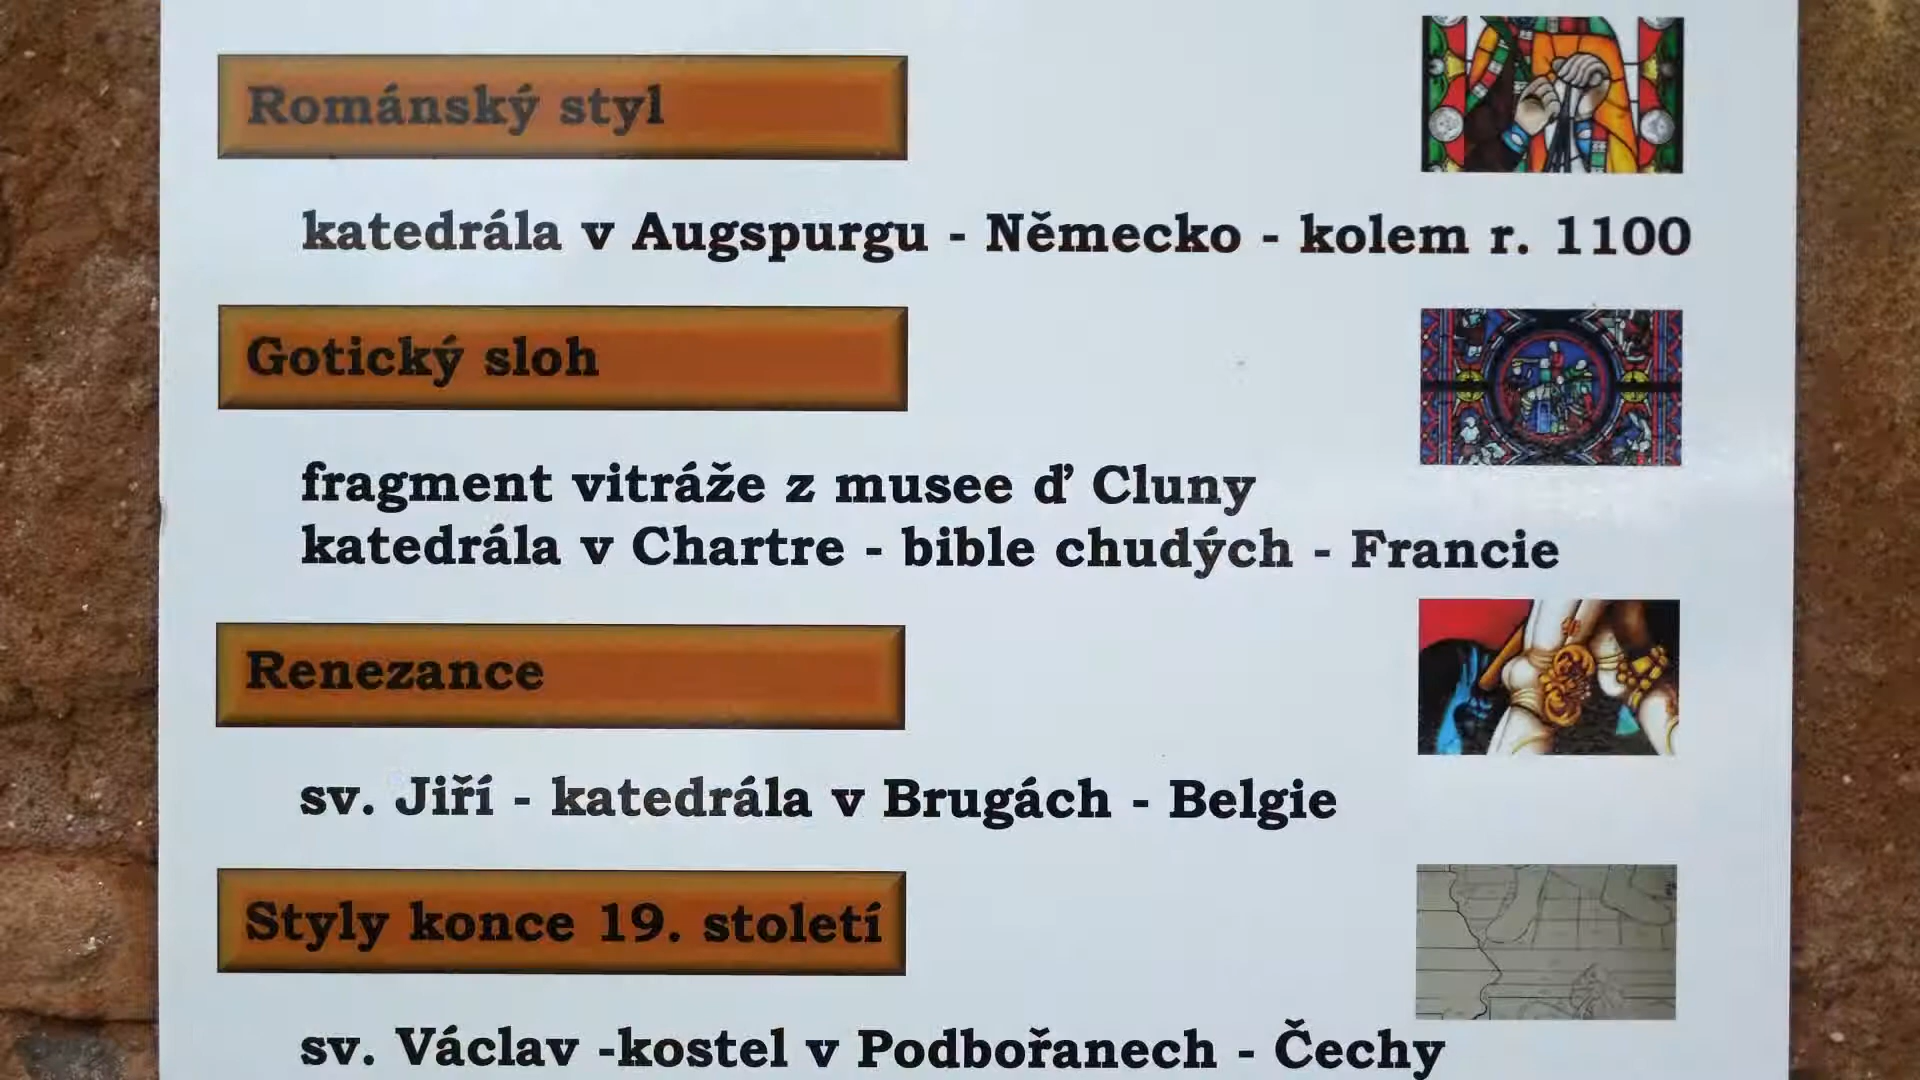 Románský styl
katedrála v Augspurgu - Německo - kolem r. 1100
Gotický sloh
fragment vitráže z musee ď Cluny
katedrála v Chartre - bible chudých - Francie
Renezance
sv. Jiří - katedrála v Brugách - Belgie
Styly konce 19. století
sv. Václav -kostel v Podbořanech - Čechy